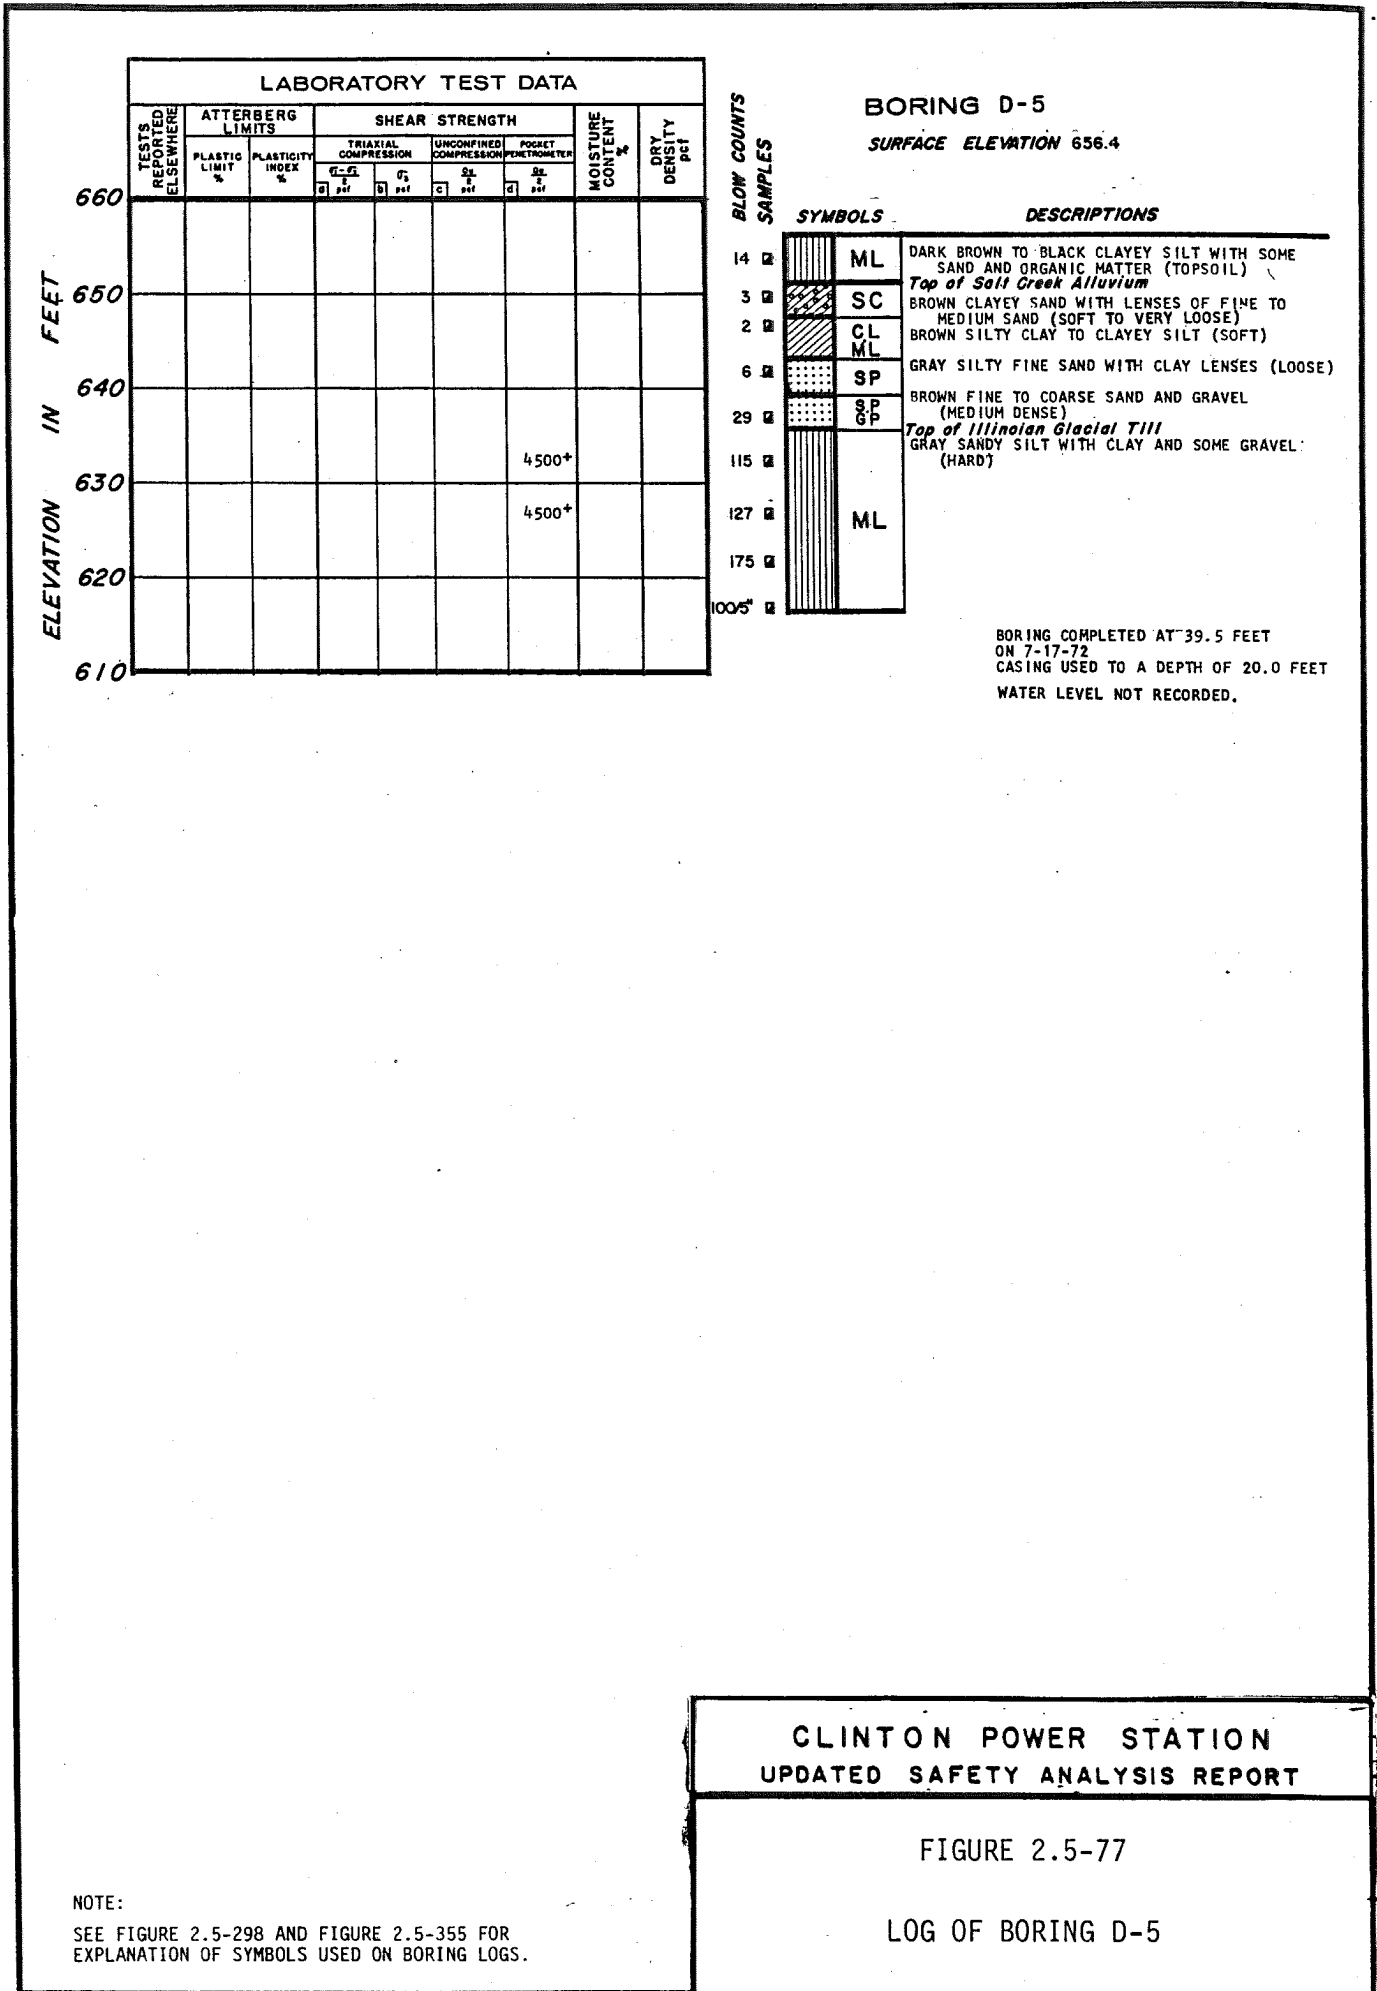 LABORATORY TEST DATA
TESTS REPORTED ELSEWHERE
ATTERBERG LIMITS
SHEAR STRENGTH
MOISTURE CONTENT %
DRY DENSITY pcf
PLASTIC LIMIT %
PLASTICITY INDEX %
TRIAXIAL COMPRESSION
UNCONFINED COMPRESSION
POCKET PENETROMETER
a psf
b psf
c psf
d psf
ELEVATION IN FEET
660
650
640
630
620
610
4500+
4500+
BLOW COUNTS
SAMPLES
BORING D-5
SURFACE ELEVATION 656.4
SYMBOLS
DESCRIPTIONS
14
ML
DARK BROWN TO BLACK CLAYEY SILT WITH SOME
SAND AND ORGANIC MATTER (TOPSOIL)
Top of Salt Creek Alluvium
3
SC
BROWN CLAYEY SAND WITH LENSES OF FINE TO
MEDIUM SAND (SOFT TO VERY LOOSE)
2
CL
ML
BROWN SILTY CLAY TO CLAYEY SILT (SOFT)
6
SP
GRAY SILTY FINE SAND WITH CLAY LENSES (LOOSE)
29
SP
GP
BROWN FINE TO COARSE SAND AND GRAVEL
(MEDIUM DENSE)
Top of Illinoian Glacial Till
GRAY SANDY SILT WITH CLAY AND SOME GRAVEL
(HARD)
115
127
ML
175
100/5"
BORING COMPLETED AT 39.5 FEET
ON 7-17-72
CASING USED TO A DEPTH OF 20.0 FEET
WATER LEVEL NOT RECORDED.
CLINTON POWER STATION
UPDATED SAFETY ANALYSIS REPORT
FIGURE 2.5-77
LOG OF BORING D-5
NOTE:
SEE FIGURE 2.5-298 AND FIGURE 2.5-355 FOR
EXPLANATION OF SYMBOLS USED ON BORING LOGS.